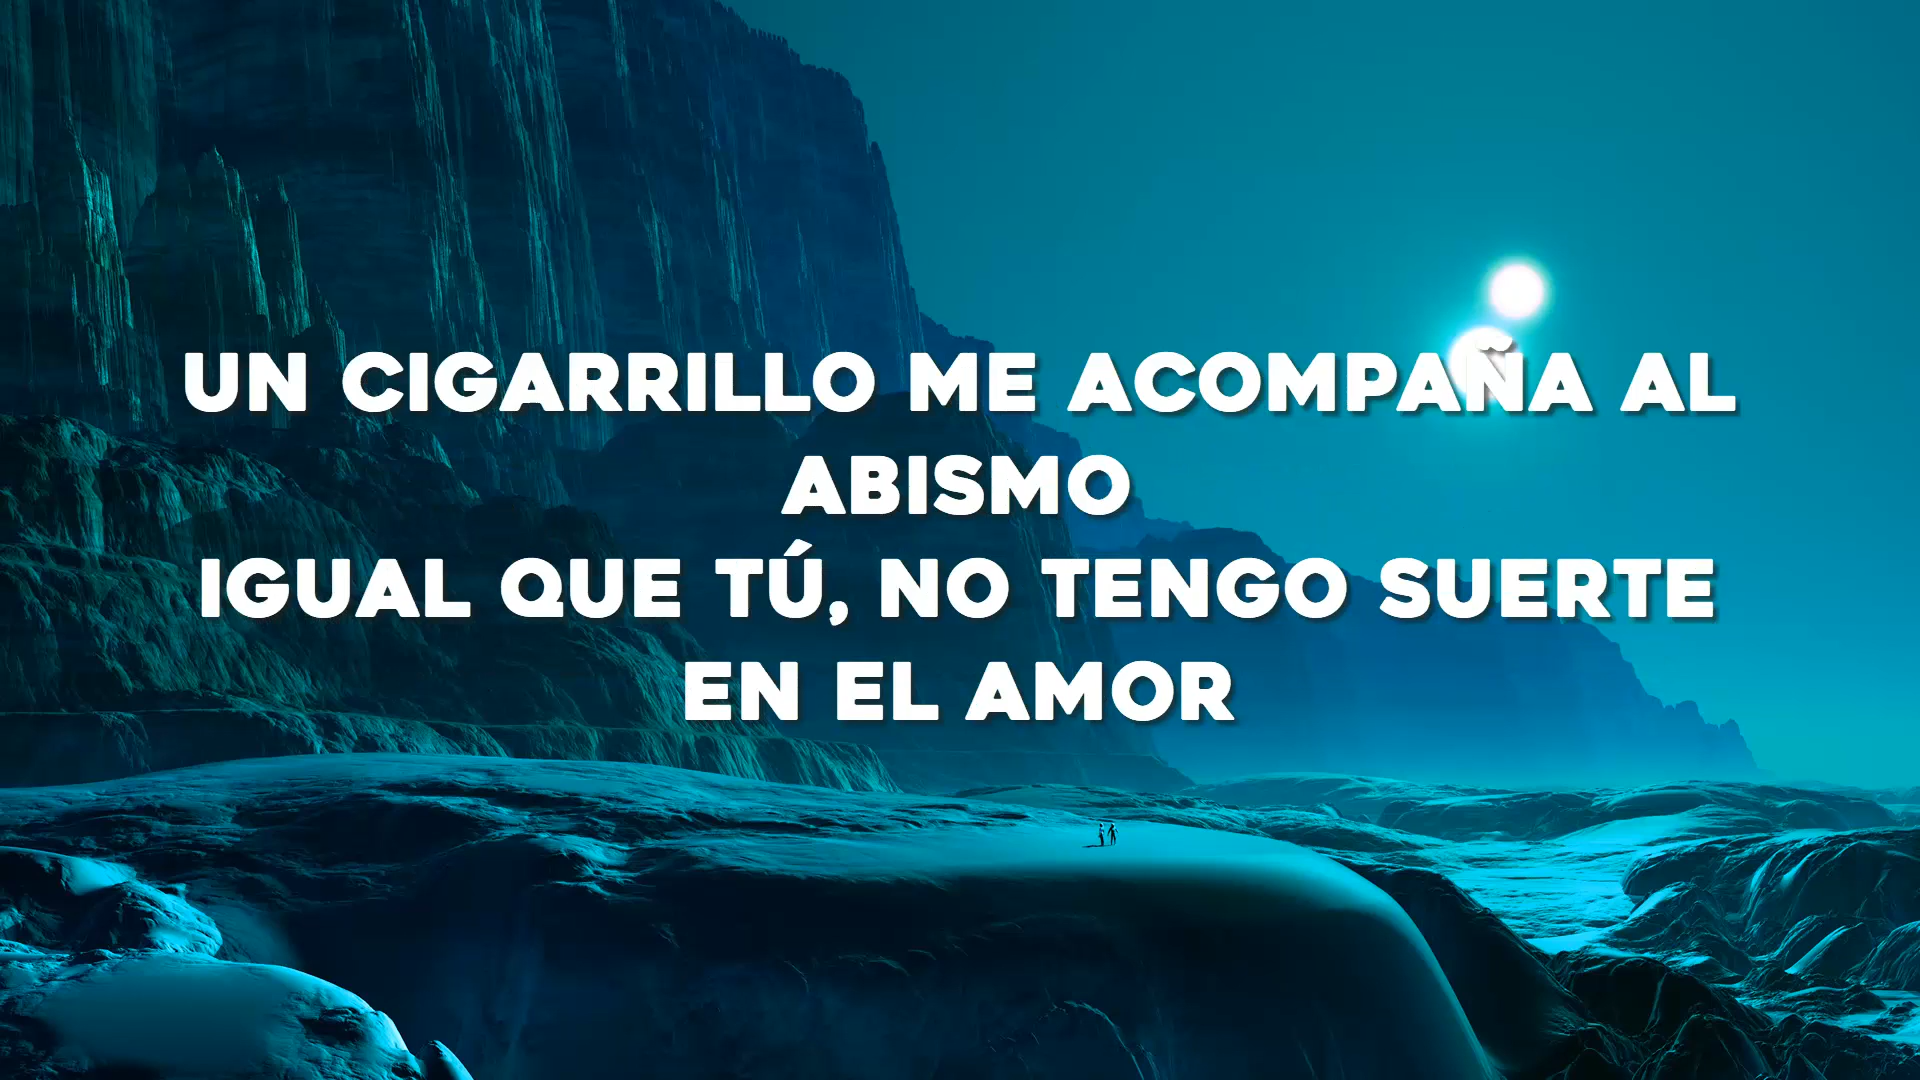 UN CIGARRILLO ME ACOMPAÑA AL
ABISMO
IGUAL QUE TÚ, NO TENGO SUERTE
EN EL AMOR